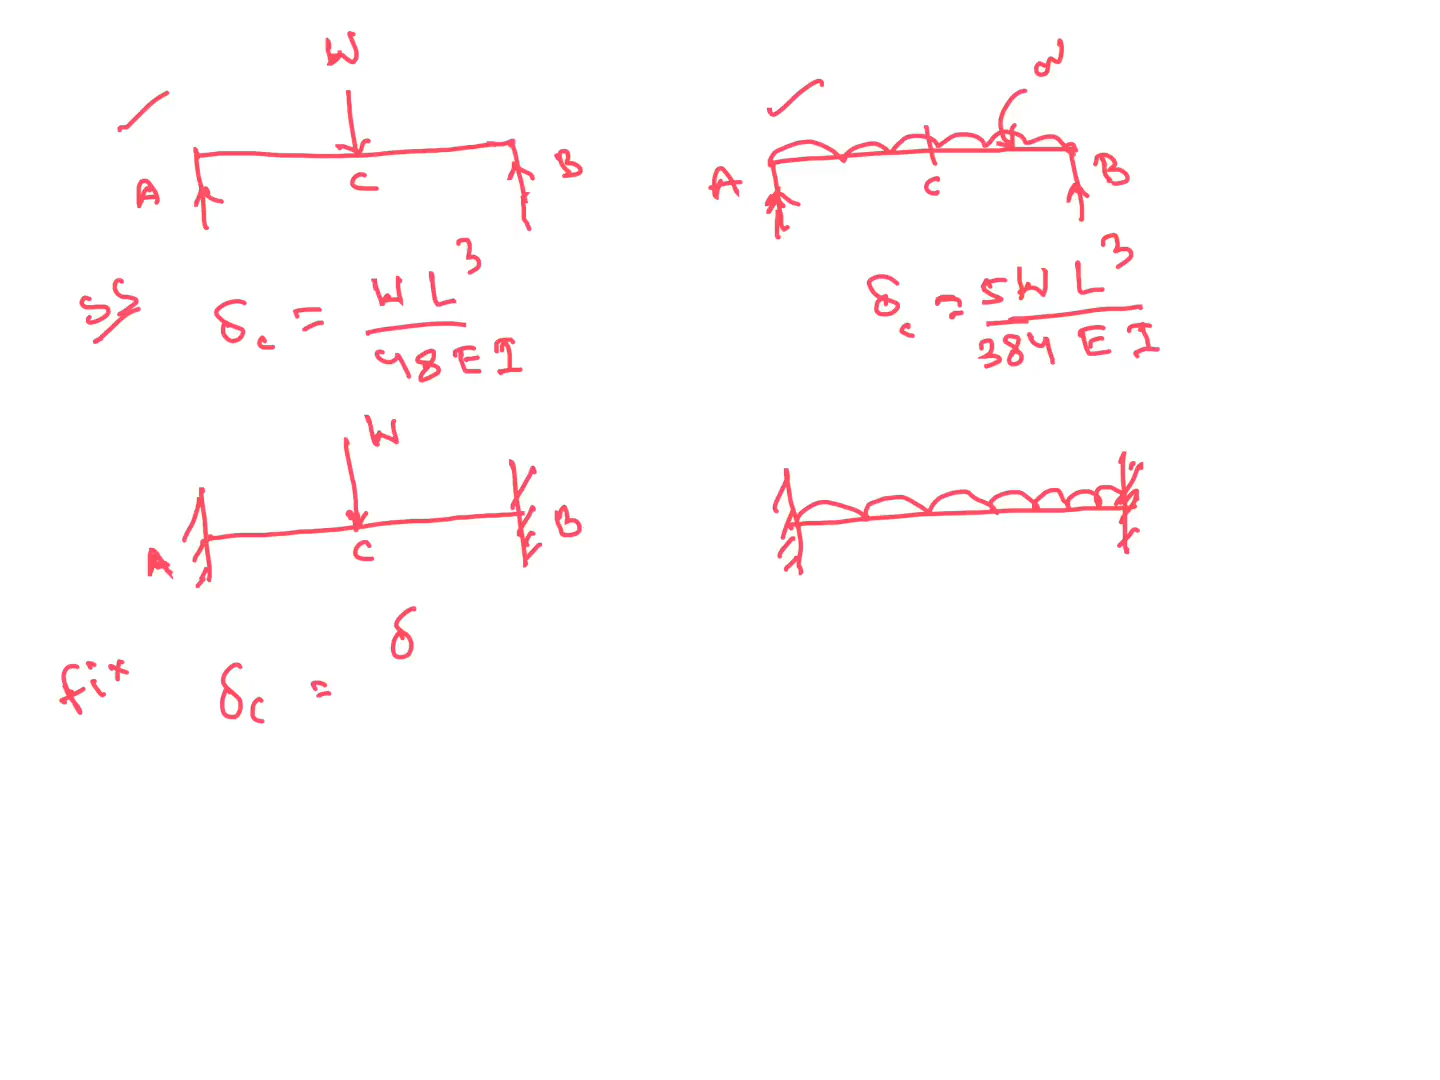 W
ω
A C B
A C B
SS δc = WL³/48EI
δc = 5WL³/384EI
W
A C B
δ
fix δc =